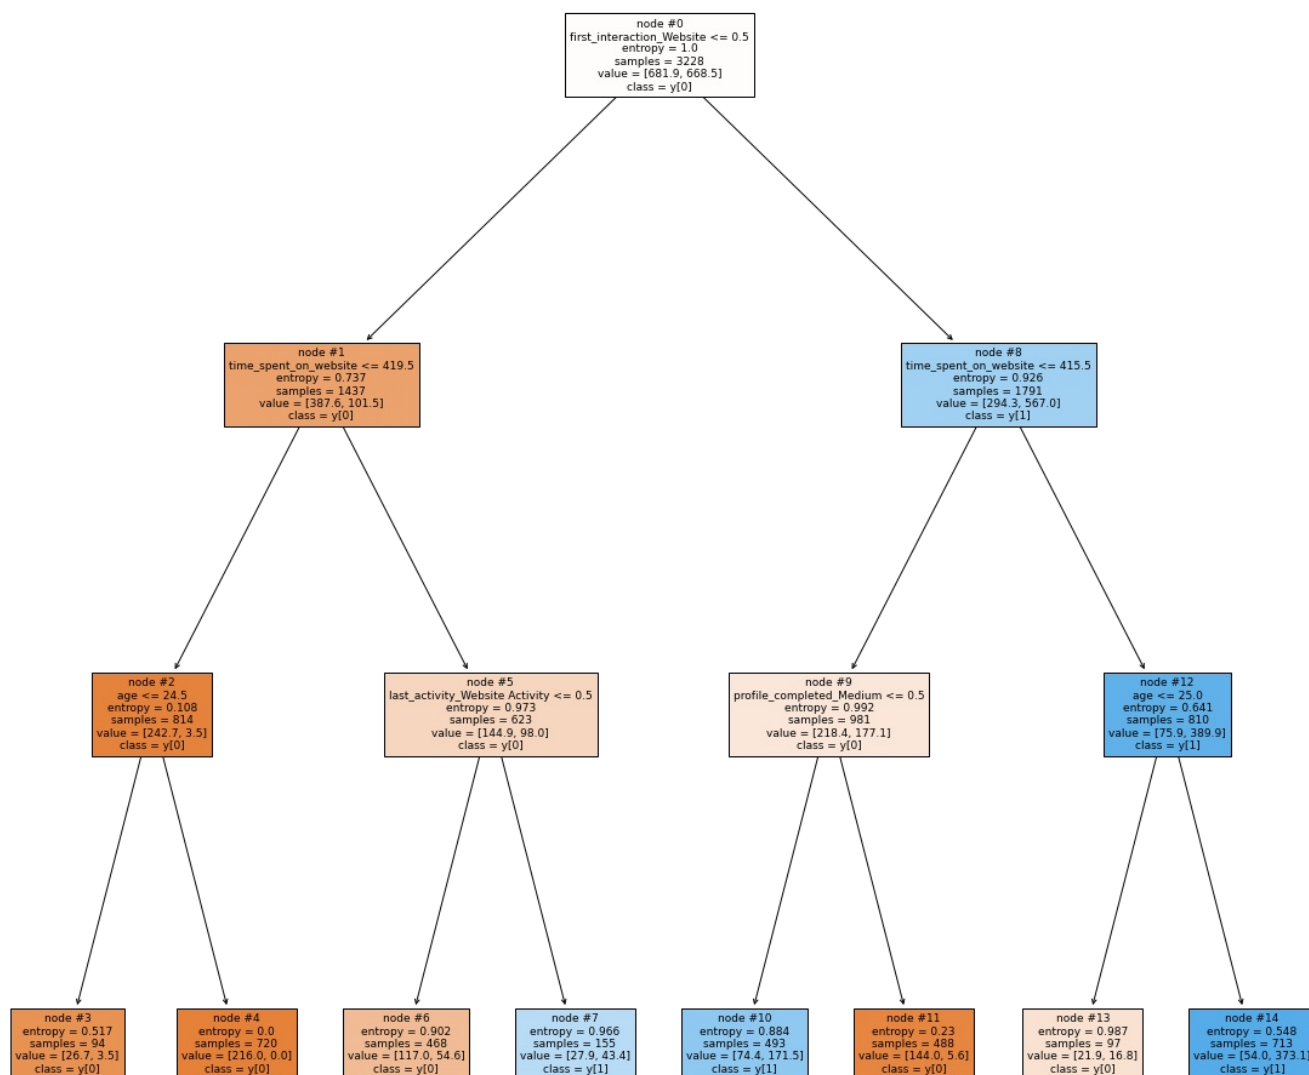 node #0
first_interaction_Website <= 0.5
entropy = 1.0
samples = 3228
value = [681.9, 668.5]
class = y[0]
node #1
time_spent_on_website <= 419.5
entropy = 0.737
samples = 1437
value = [387.6, 101.5]
class = y[0]
node #8
time_spent_on_website <= 415.5
entropy = 0.926
samples = 1791
value = [294.3, 567.0]
class = y[1]
node #2
age <= 24.5
entropy = 0.108
samples = 814
value = [242.7, 3.5]
class = y[0]
node #5
last_activity_Website Activity <= 0.5
entropy = 0.973
samples = 623
value = [144.9, 98.0]
class = y[0]
node #9
profile_completed_Medium <= 0.5
entropy = 0.992
samples = 981
value = [218.4, 177.1]
class = y[0]
node #12
age <= 25.0
entropy = 0.641
samples = 810
value = [75.9, 389.9]
class = y[1]
node #3
entropy = 0.517
samples = 94
value = [26.7, 3.5]
class = y[0]
node #4
entropy = 0.0
samples = 720
value = [216.0, 0.0]
class = y[0]
node #6
entropy = 0.902
samples = 468
value = [117.0, 54.6]
class = y[0]
node #7
entropy = 0.966
samples = 155
value = [27.9, 43.4]
class = y[1]
node #10
entropy = 0.884
samples = 493
value = [74.4, 171.5]
class = y[1]
node #11
entropy = 0.23
samples = 488
value = [144.0, 5.6]
class = y[0]
node #13
entropy = 0.987
samples = 97
value = [21.9, 16.8]
class = y[0]
node #14
entropy = 0.548
samples = 713
value = [54.0, 373.1]
class = y[1]